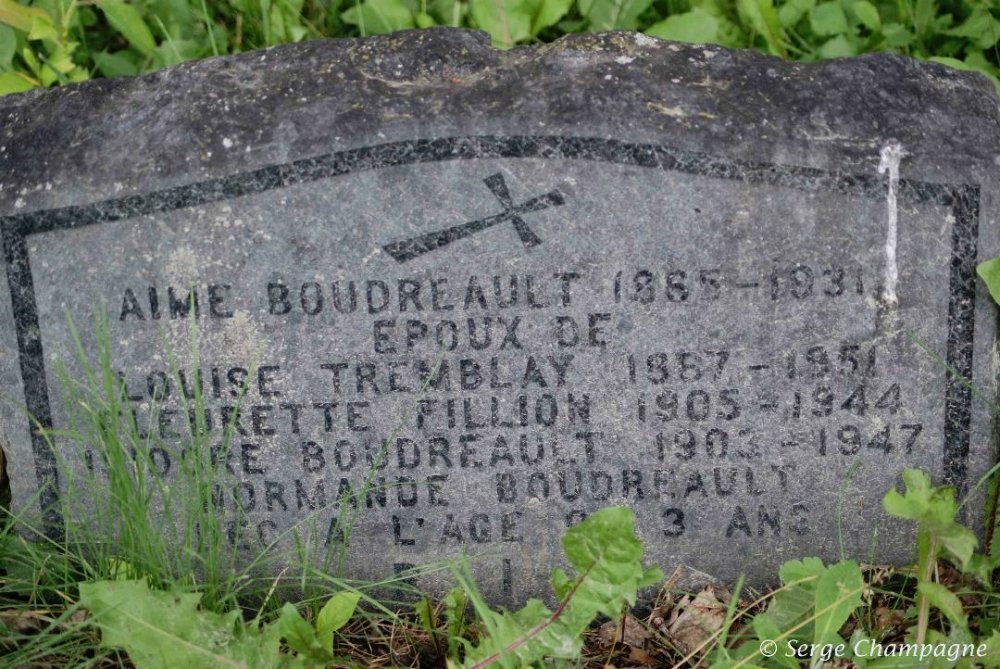 AIME BOUDREAULT 1865-1931
EPOUX DE
LOUISE TREMBLAY 1867-1951
LEURETTE FILLION 1905-1944
BOUDREAULT 1903-1947
NORMANDE BOUDREAULT
A L'AGE 3 ANS
R I
© Serge Champagne